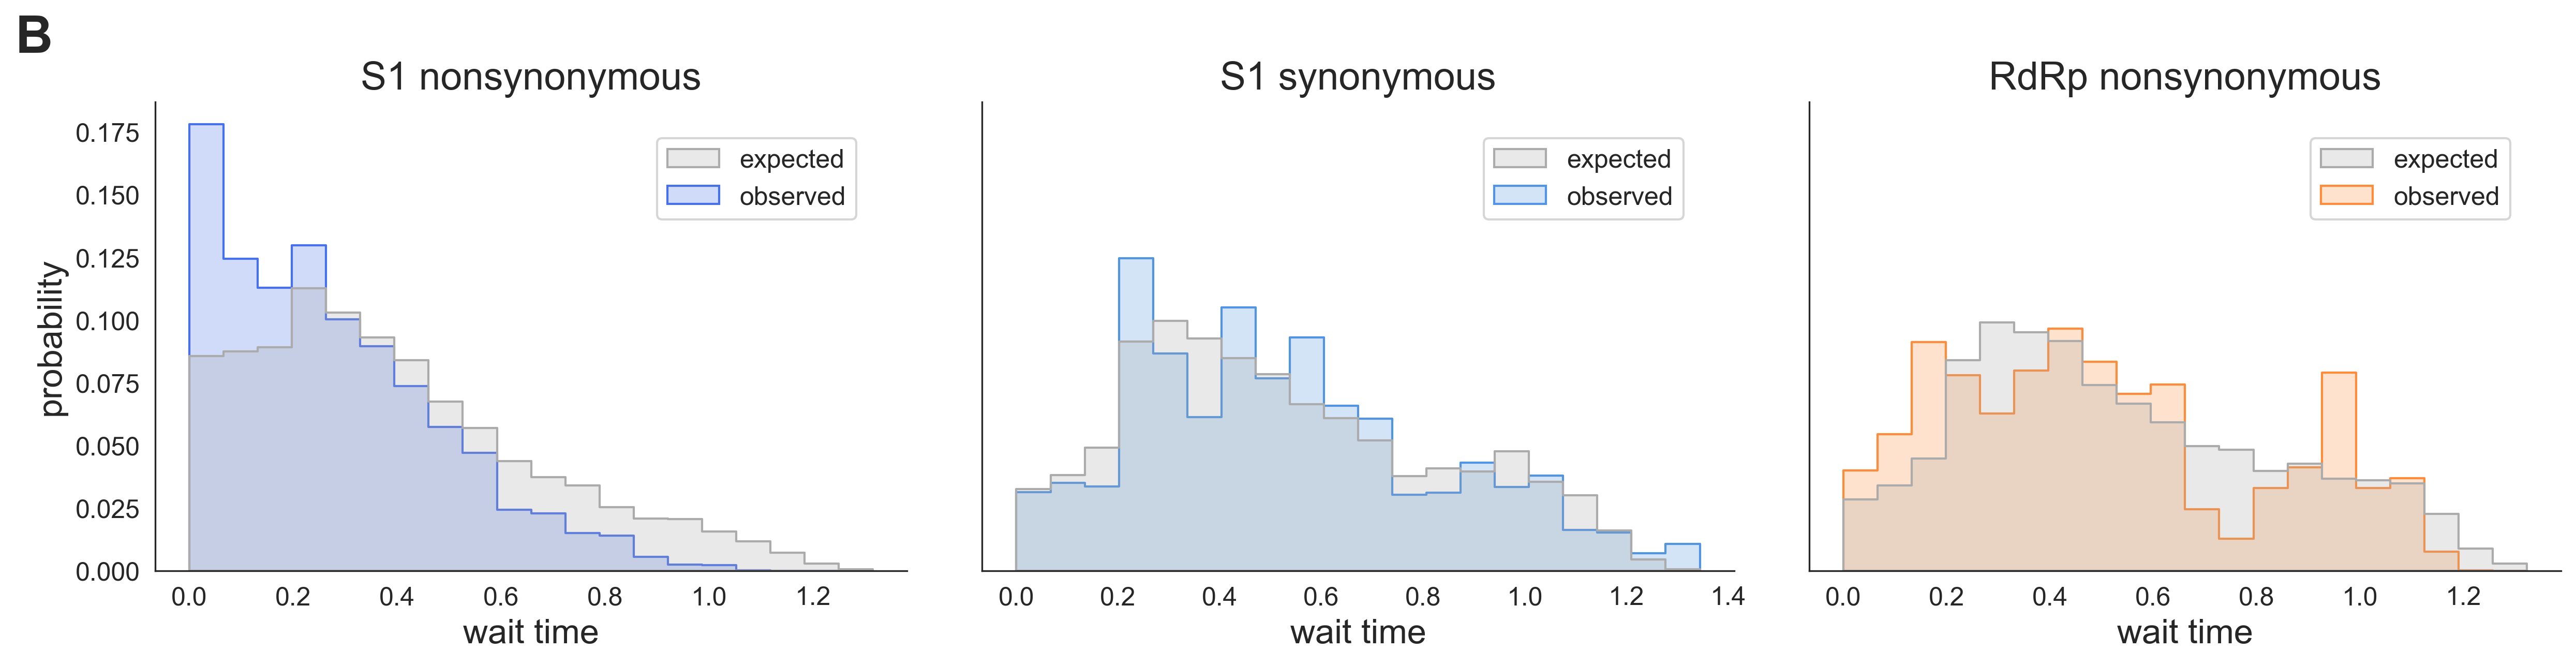 B
S1 nonsynonymous
S1 synonymous
RdRp nonsynonymous
expected
observed
expected
observed
expected
observed
probability
0.175
0.150
0.125
0.100
0.075
0.050
0.025
0.000
0.0 0.2 0.4 0.6 0.8 1.0 1.2
0.0 0.2 0.4 0.6 0.8 1.0 1.2 1.4
0.0 0.2 0.4 0.6 0.8 1.0 1.2
wait time
wait time
wait time